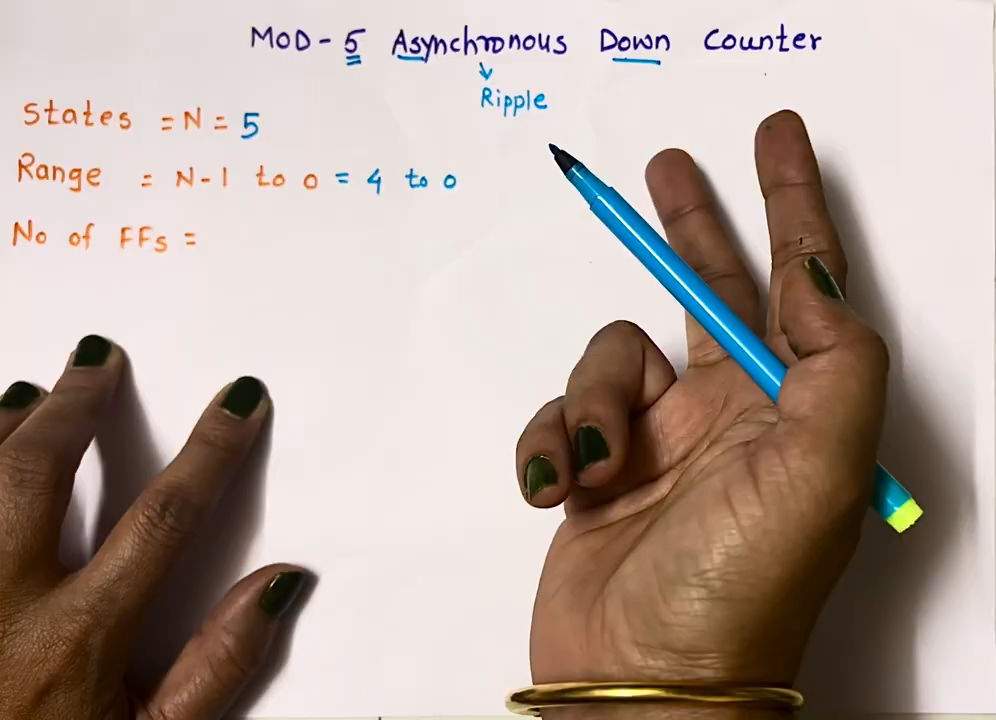 MOD-5 Asynchronous Down Counter
Ripple
States = N = 5
Range = N-1 to 0 = 4 to 0
No of FFs =